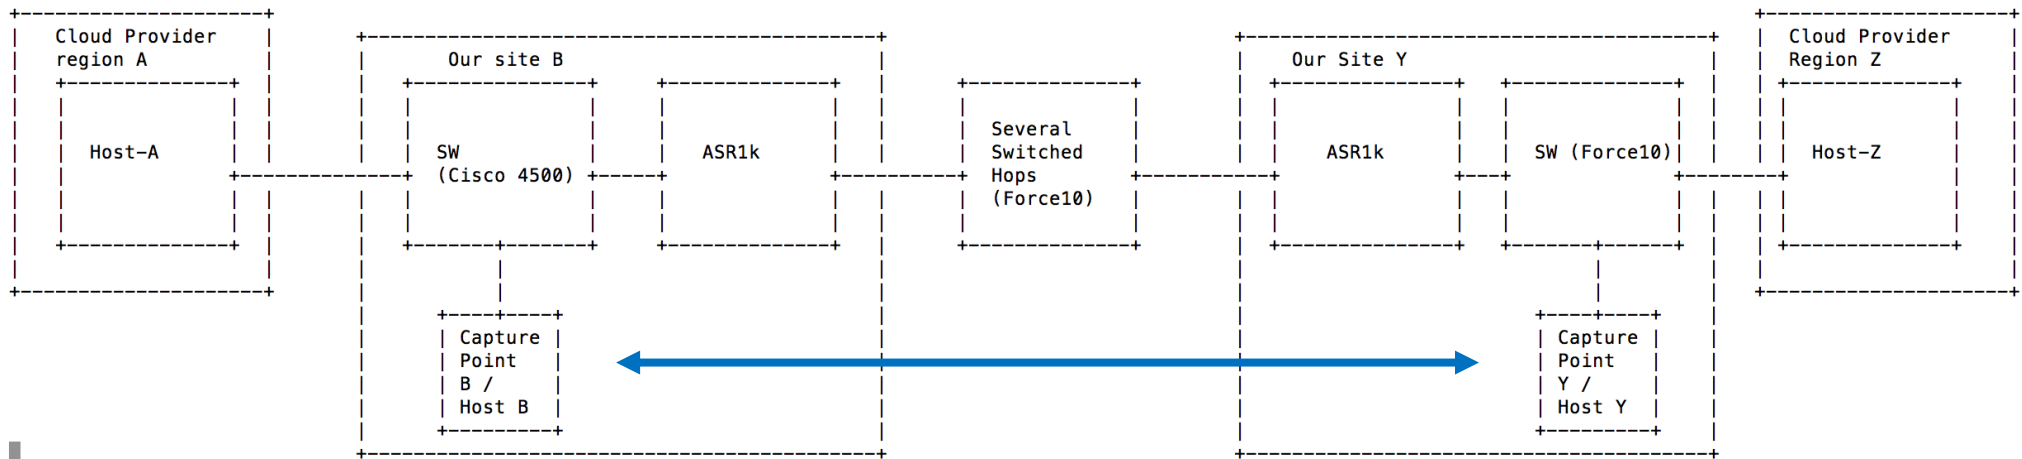 Cloud Provider
region A
Host-A
Our site B
SW
(Cisco 4500)
ASR1k
Capture
Point
B /
Host B
Several
Switched
Hops
(Force10)
Our Site Y
ASR1k
SW (Force10)
Capture
Point
Y /
Host Y
Cloud Provider
Region Z
Host-Z